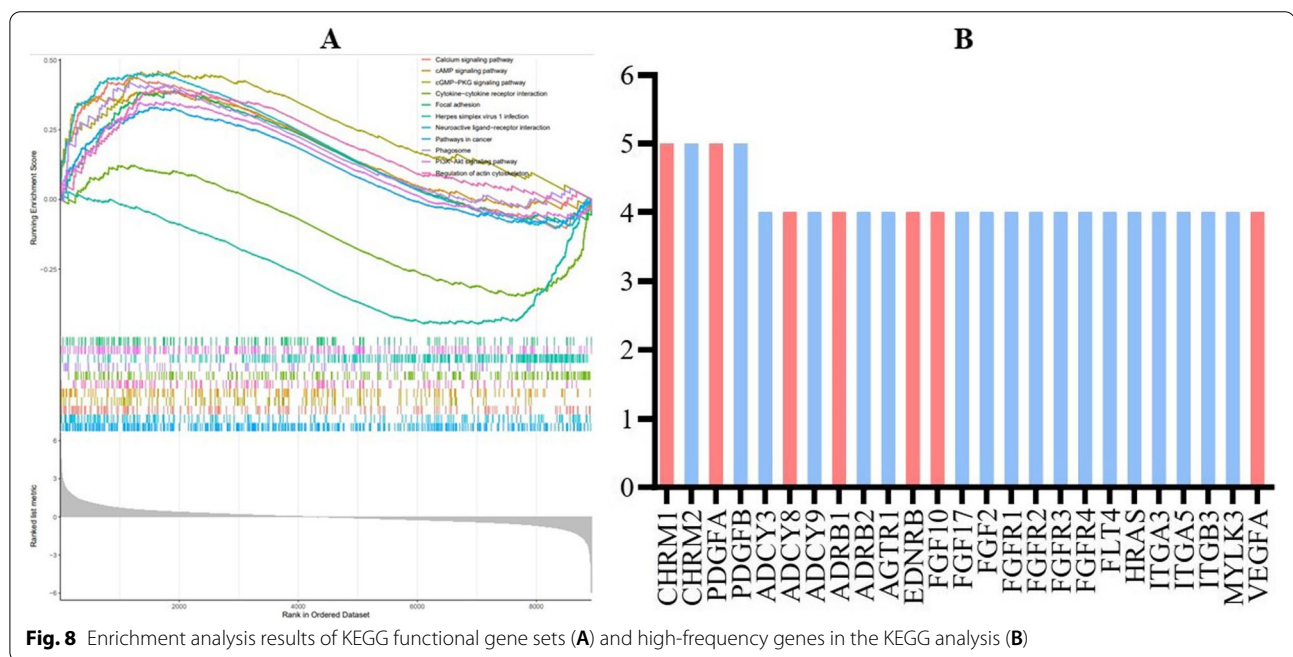 A
Running Enrichment Score
0.50
0.25
0.00
−0.25
Calcium signaling pathway
cAMP signaling pathway
cGMP−PKG signaling pathway
Cytokine−cytokine receptor interaction
Focal adhesion
Herpes simplex virus 1 infection
Neuroactive ligand−receptor interaction
Pathways in cancer
Phagosome
PI3K−Akt signaling pathway
Regulation of actin cytoskeleton
Ranked list metric
6
3
0
−3
−6
2000 4000 6000 8000
Rank in Ordered Dataset
B
6
5
4
3
2
1
0
CHRM1
CHRM2
PDGFA
PDGFB
ADCY3
ADCY8
ADCY9
ADRB1
ADRB2
AGTR1
EDNRB
FGF10
FGF17
FGF2
FGFR1
FGFR2
FGFR3
FGFR4
FLT4
HRAS
ITGA3
ITGA5
ITGB3
MYLK3
VEGFA
Fig. 8 Enrichment analysis results of KEGG functional gene sets (A) and high-frequency genes in the KEGG analysis (B)